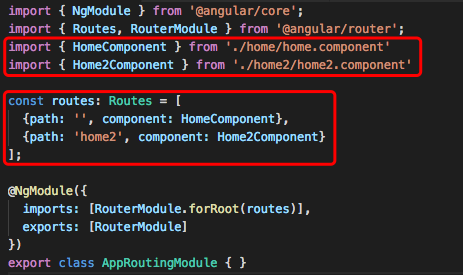 import { NgModule } from '@angular/core';
import { Routes, RouterModule } from '@angular/router';
import { HomeComponent } from './home/home.component'
import { Home2Component } from './home2/home2.component'
const routes: Routes = [
{path: '', component: HomeComponent},
{path: 'home2', component: Home2Component}
];
@NgModule({
imports: [RouterModule.forRoot(routes)],
exports: [RouterModule]
})
export class AppRoutingModule { }